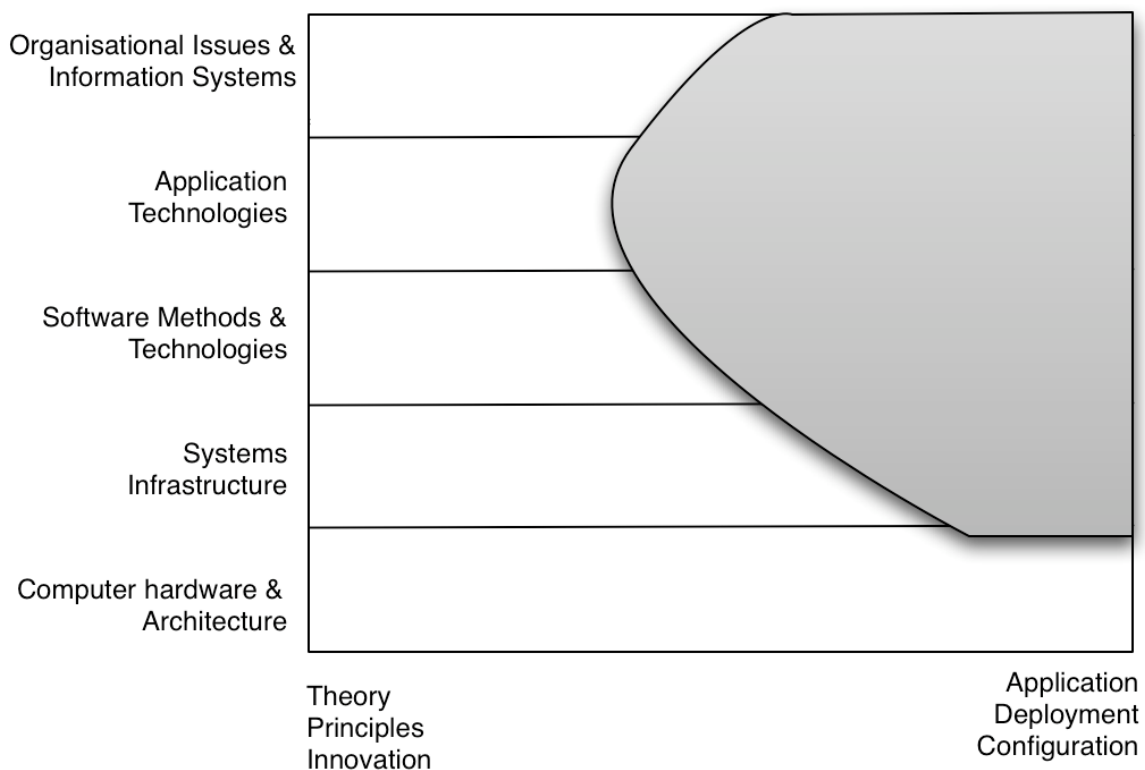 Organisational Issues &
Information Systems
Application
Technologies
Software Methods &
Technologies
Systems
Infrastructure
Computer hardware &
Architecture
Theory
Principles
Innovation
Application
Deployment
Configuration